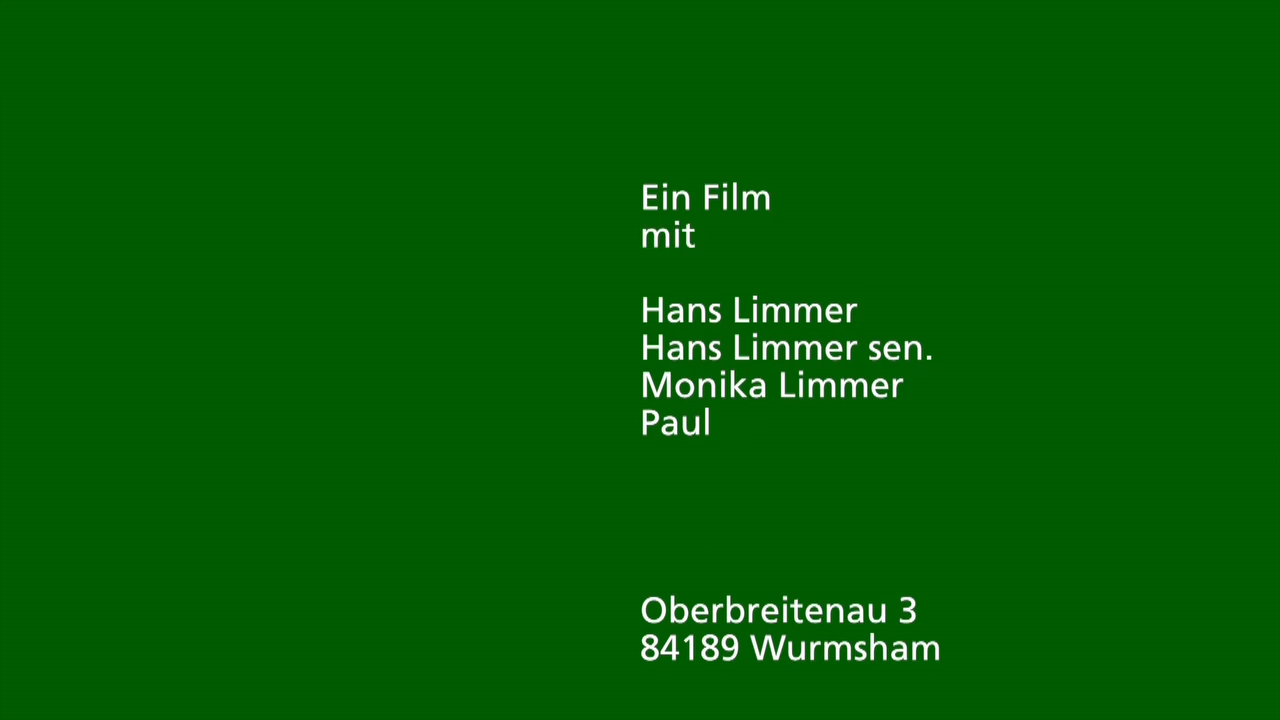 Ein Film
mit
Hans Limmer
Hans Limmer sen.
Monika Limmer
Paul
Oberbreitenau 3
84189 Wurmsham